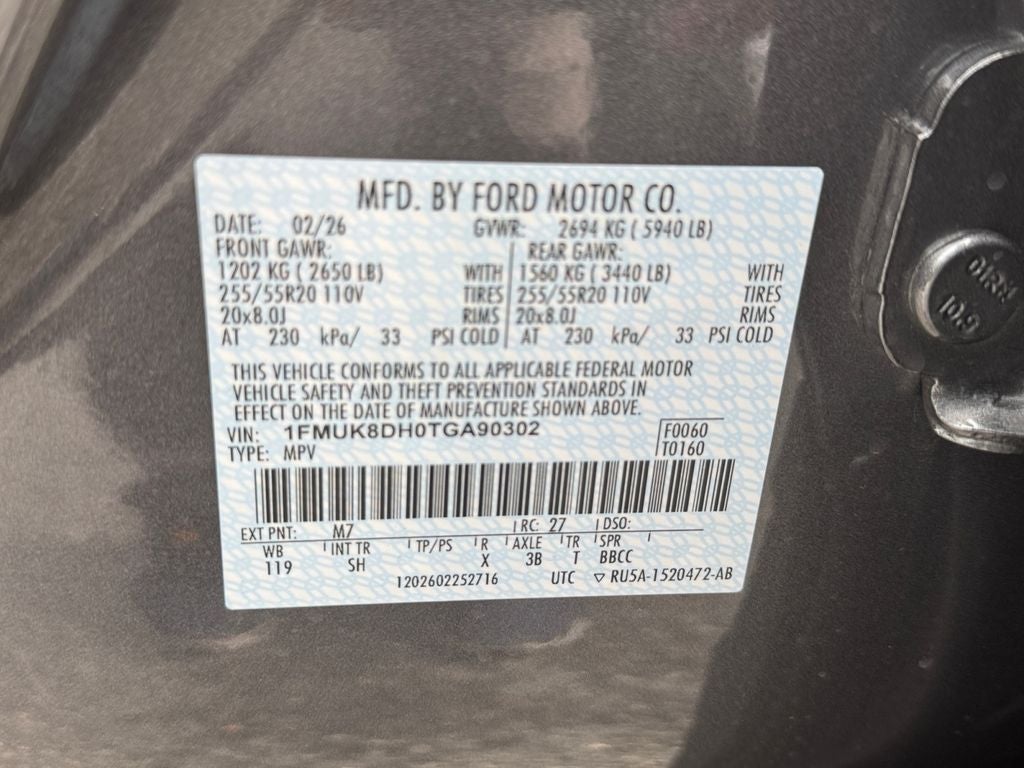 MFD. BY FORD MOTOR CO.
DATE: 02/26 GVWR: 2694 KG ( 5940 LB)
FRONT GAWR: REAR GAWR:
1202 KG ( 2650 LB) WITH 1560 KG ( 3440 LB) WITH
255/55R20 110V TIRES 255/55R20 110V TIRES
20x8.0J RIMS 20x8.0J RIMS
AT 230 kPa/ 33 PSI COLD AT 230 kPa/ 33 PSI COLD
THIS VEHICLE CONFORMS TO ALL APPLICABLE FEDERAL MOTOR
VEHICLE SAFETY AND THEFT PREVENTION STANDARDS IN
EFFECT ON THE DATE OF MANUFACTURE SHOWN ABOVE.
VIN: 1FMUK8DH0TGA90302 F0060
TYPE: MPV T0160
EXT PNT: M7 RC: 27 DSO:
WB INT TR TP/PS R AXLE TR SPR
119 SH X 3B T BBCC
1202602252716 UTC ▽ RU5A-1520472-AB
01RM
10.9